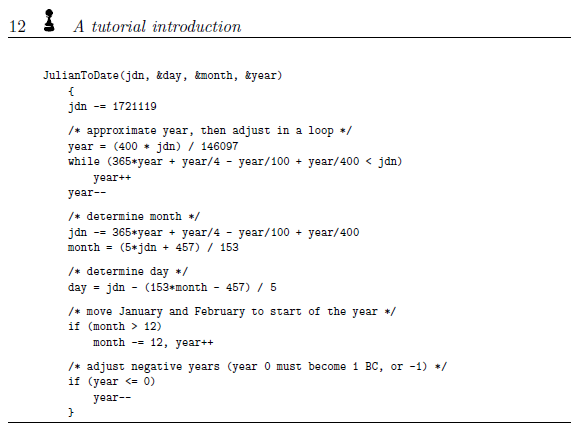 12 A tutorial introduction
JulianToDate(jdn, &day, &month, &year)
{
jdn -= 1721119
/* approximate year, then adjust in a loop */
year = (400 * jdn) / 146097
while (365*year + year/4 - year/100 + year/400 < jdn)
year++
year--
/* determine month */
jdn -= 365*year + year/4 - year/100 + year/400
month = (5*jdn + 457) / 153
/* determine day */
day = jdn - (153*month - 457) / 5
/* move January and February to start of the year */
if (month > 12)
month -= 12, year++
/* adjust negative years (year 0 must become 1 BC, or -1) */
if (year <= 0)
year--
}